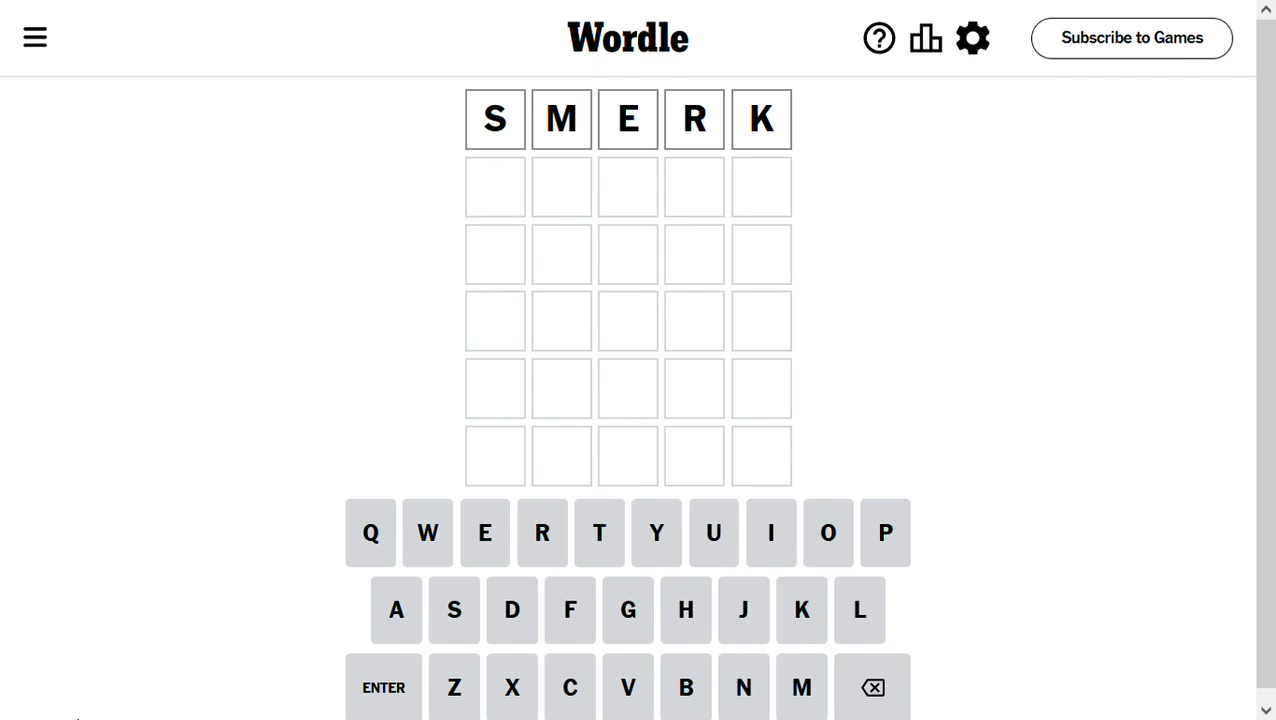 Wordle
?
Subscribe to Games
S M E R K
Q W E R T Y U I O P
A S D F G H J K L
ENTER Z X C V B N M